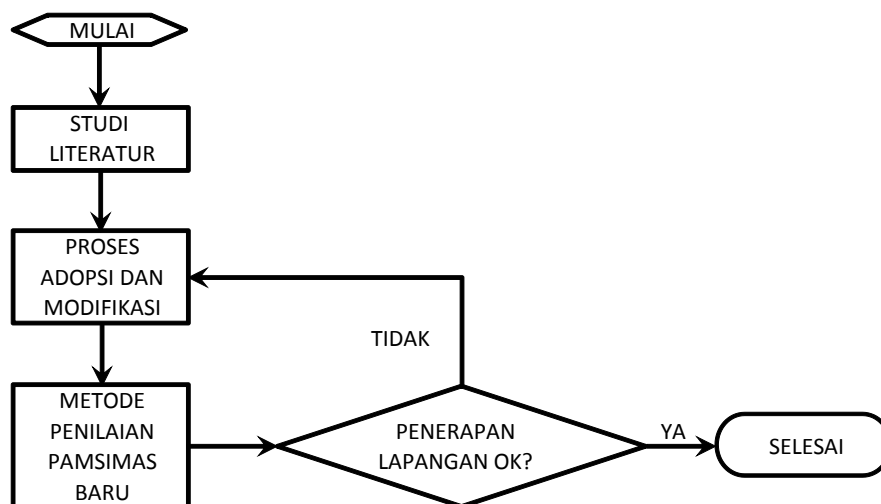 MULAI
STUDI
LITERATUR
PROSES
ADOPSI DAN
MODIFIKASI
TIDAK
METODE
PENILAIAN
PAMSIMAS
BARU
PENERAPAN
LAPANGAN OK?
YA
SELESAI